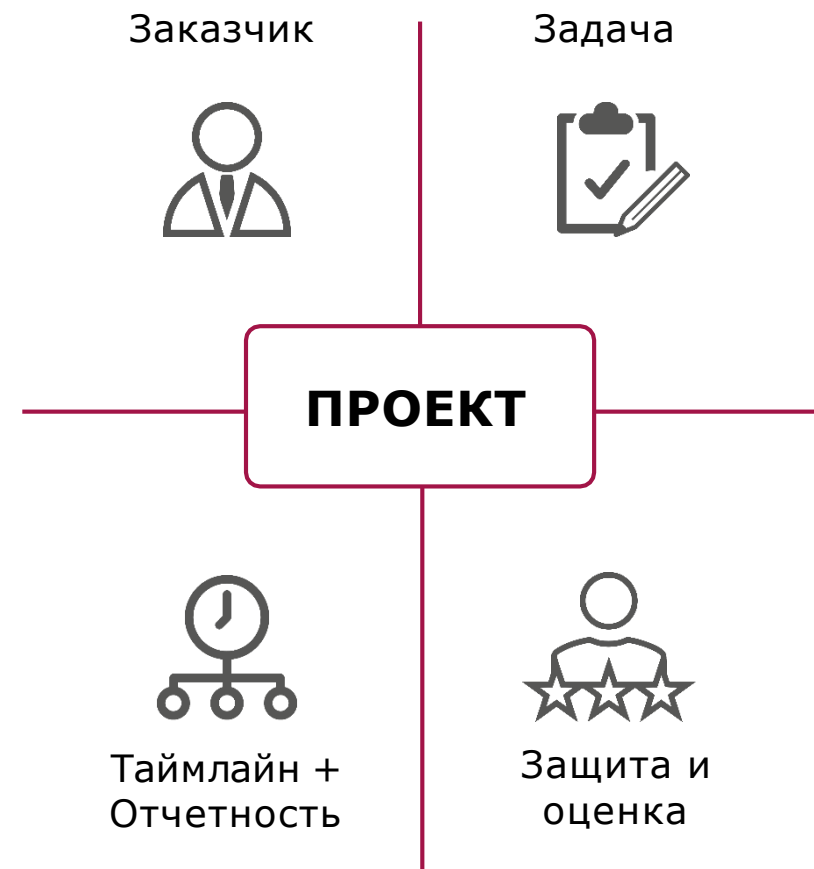 Заказчик
Задача
ПРОЕКТ
Таймлайн +
Отчетность
Защита и
оценка